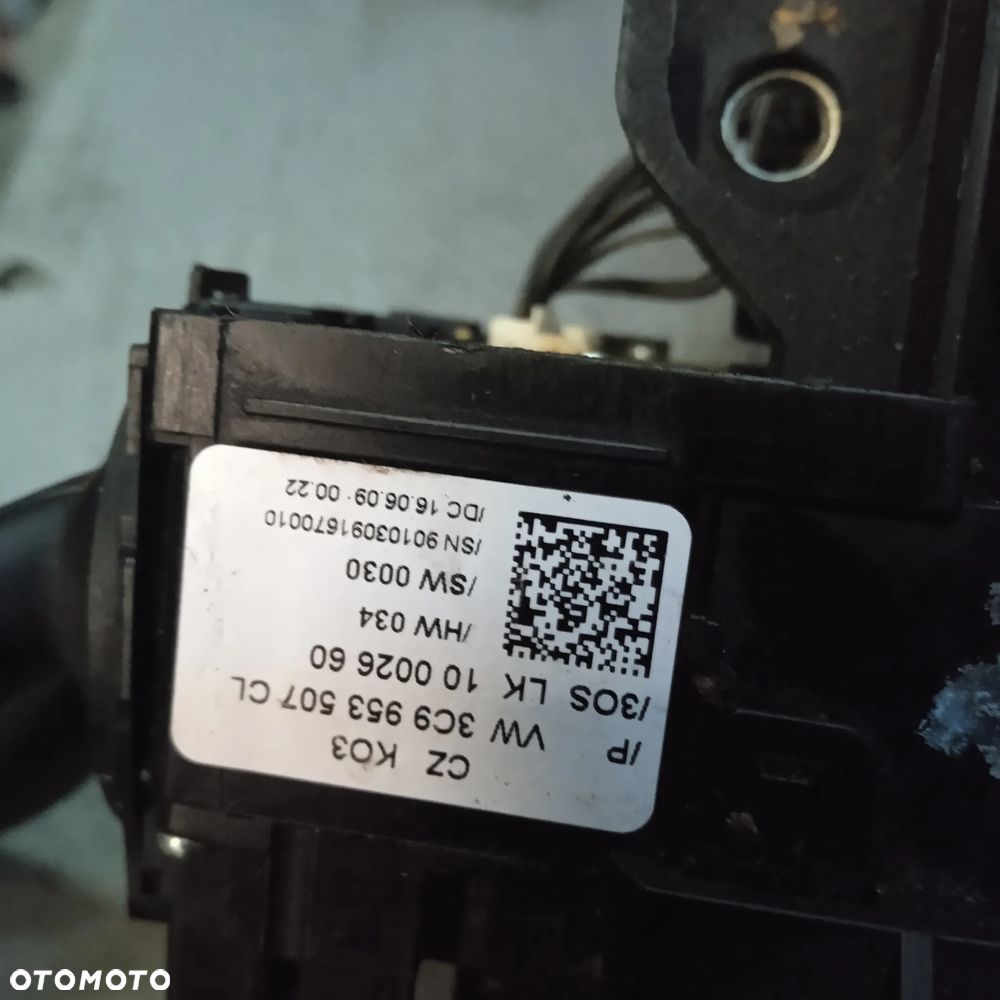 CZ KO3
/P VW 3C9 953 507 CL
/3OS LK 10 0026 60
/HW 034
/SW 0030
/SN 90103091670010
/DC 16.06.09 · 00.22
OTOMOTO